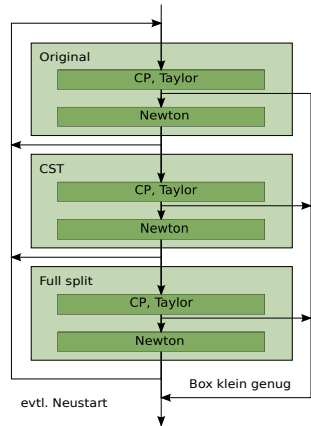 Original
CP, Taylor
Newton
CST
CP, Taylor
Newton
Full split
CP, Taylor
Newton
Box klein genug
evtl. Neustart